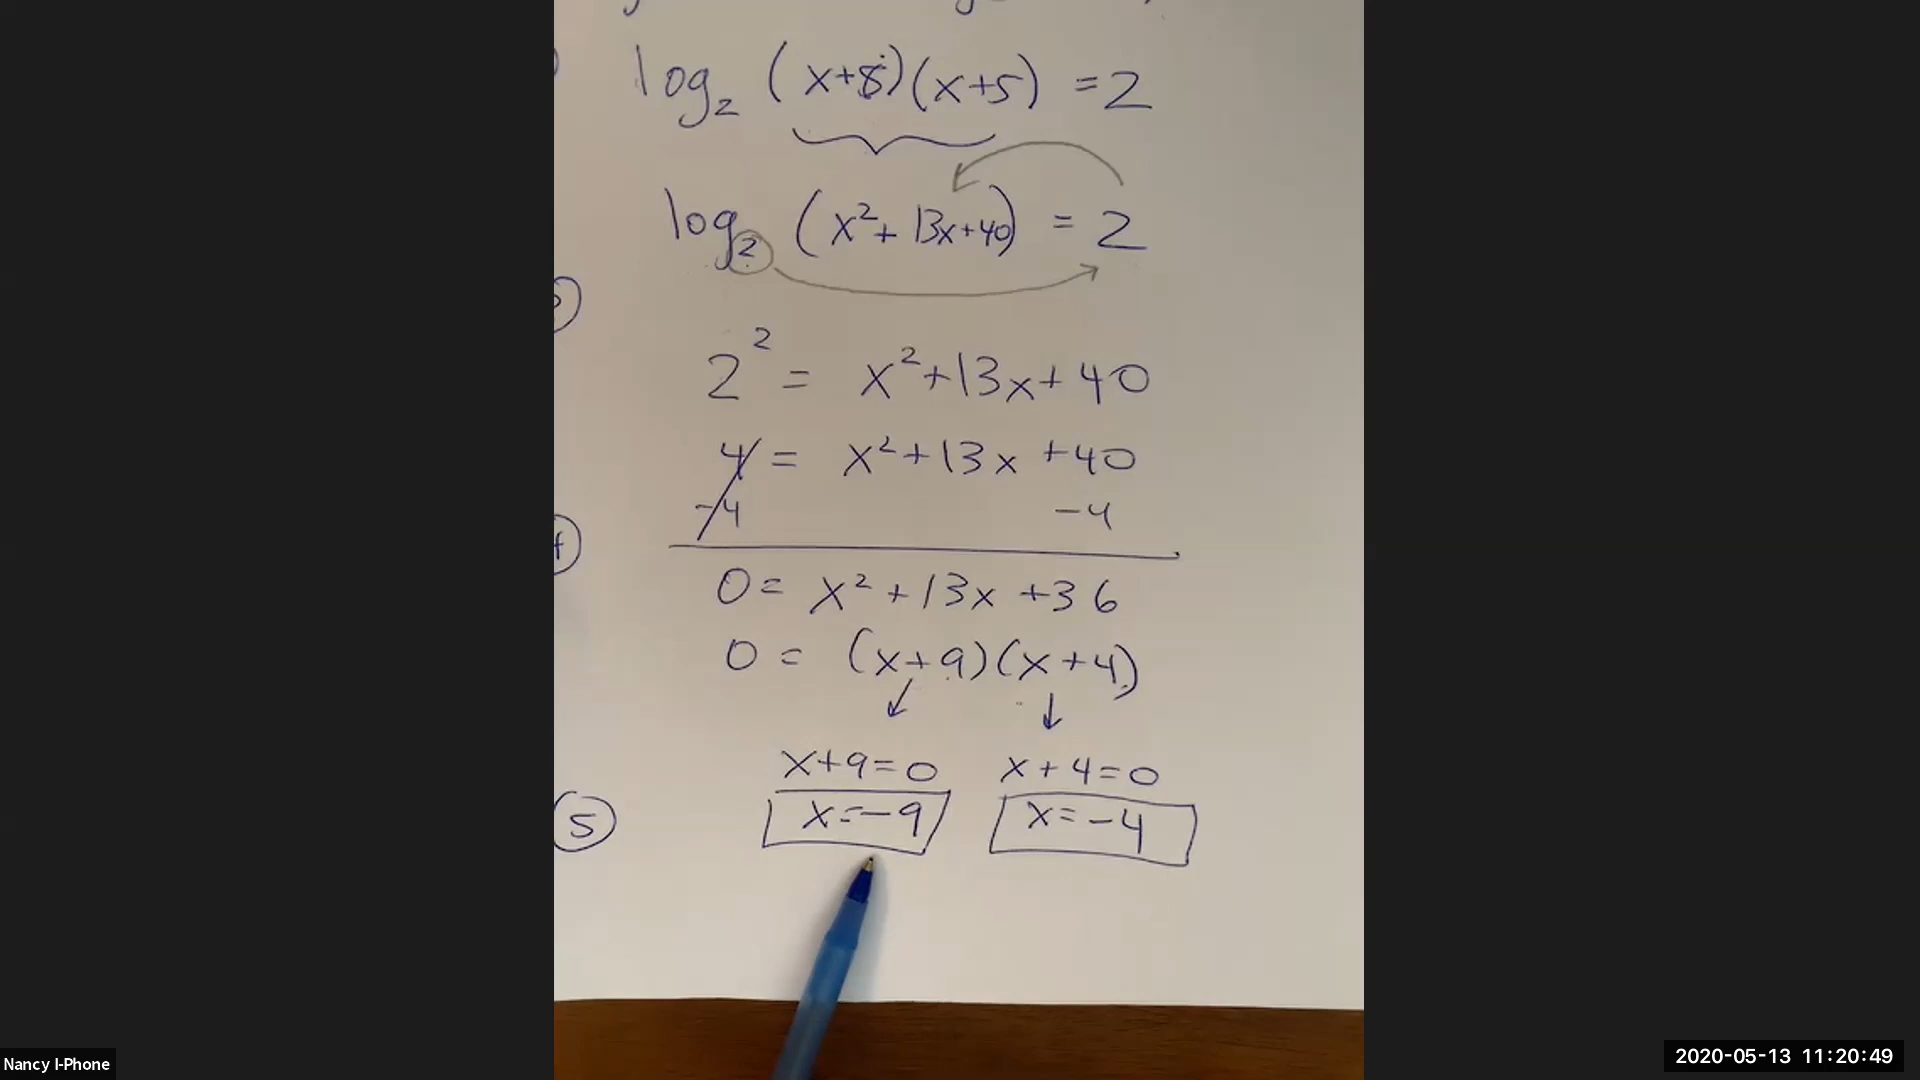 log₂ (x+8)(x+5) = 2
log₂ (x² + 13x+40) = 2
2² = x²+13x+40
4 = x²+13x +40
-4 -4
0 = x² + 13x +36
0 = (x+9)(x+4)
x+9=0 x+4=0
5 x=-9 x=-4
Nancy I-Phone
2020-05-13 11:20:49